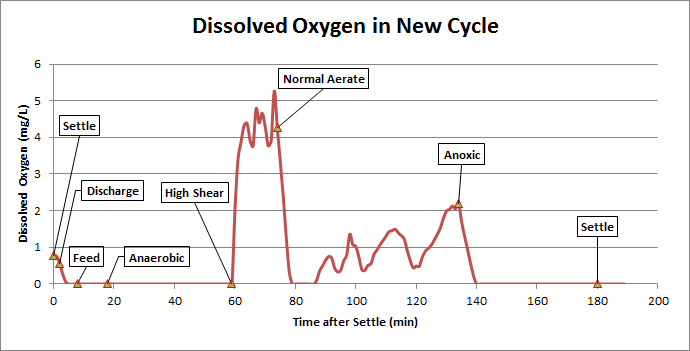 Dissolved Oxygen in New Cycle
6
5
4
3
2
1
0
Dissolved Oxygen (mg/L)
Settle
Discharge
Feed
Anaerobic
High Shear
Normal Aerate
Anoxic
Settle
0 20 40 60 80 100 120 140 160 180 200
Time after Settle (min)